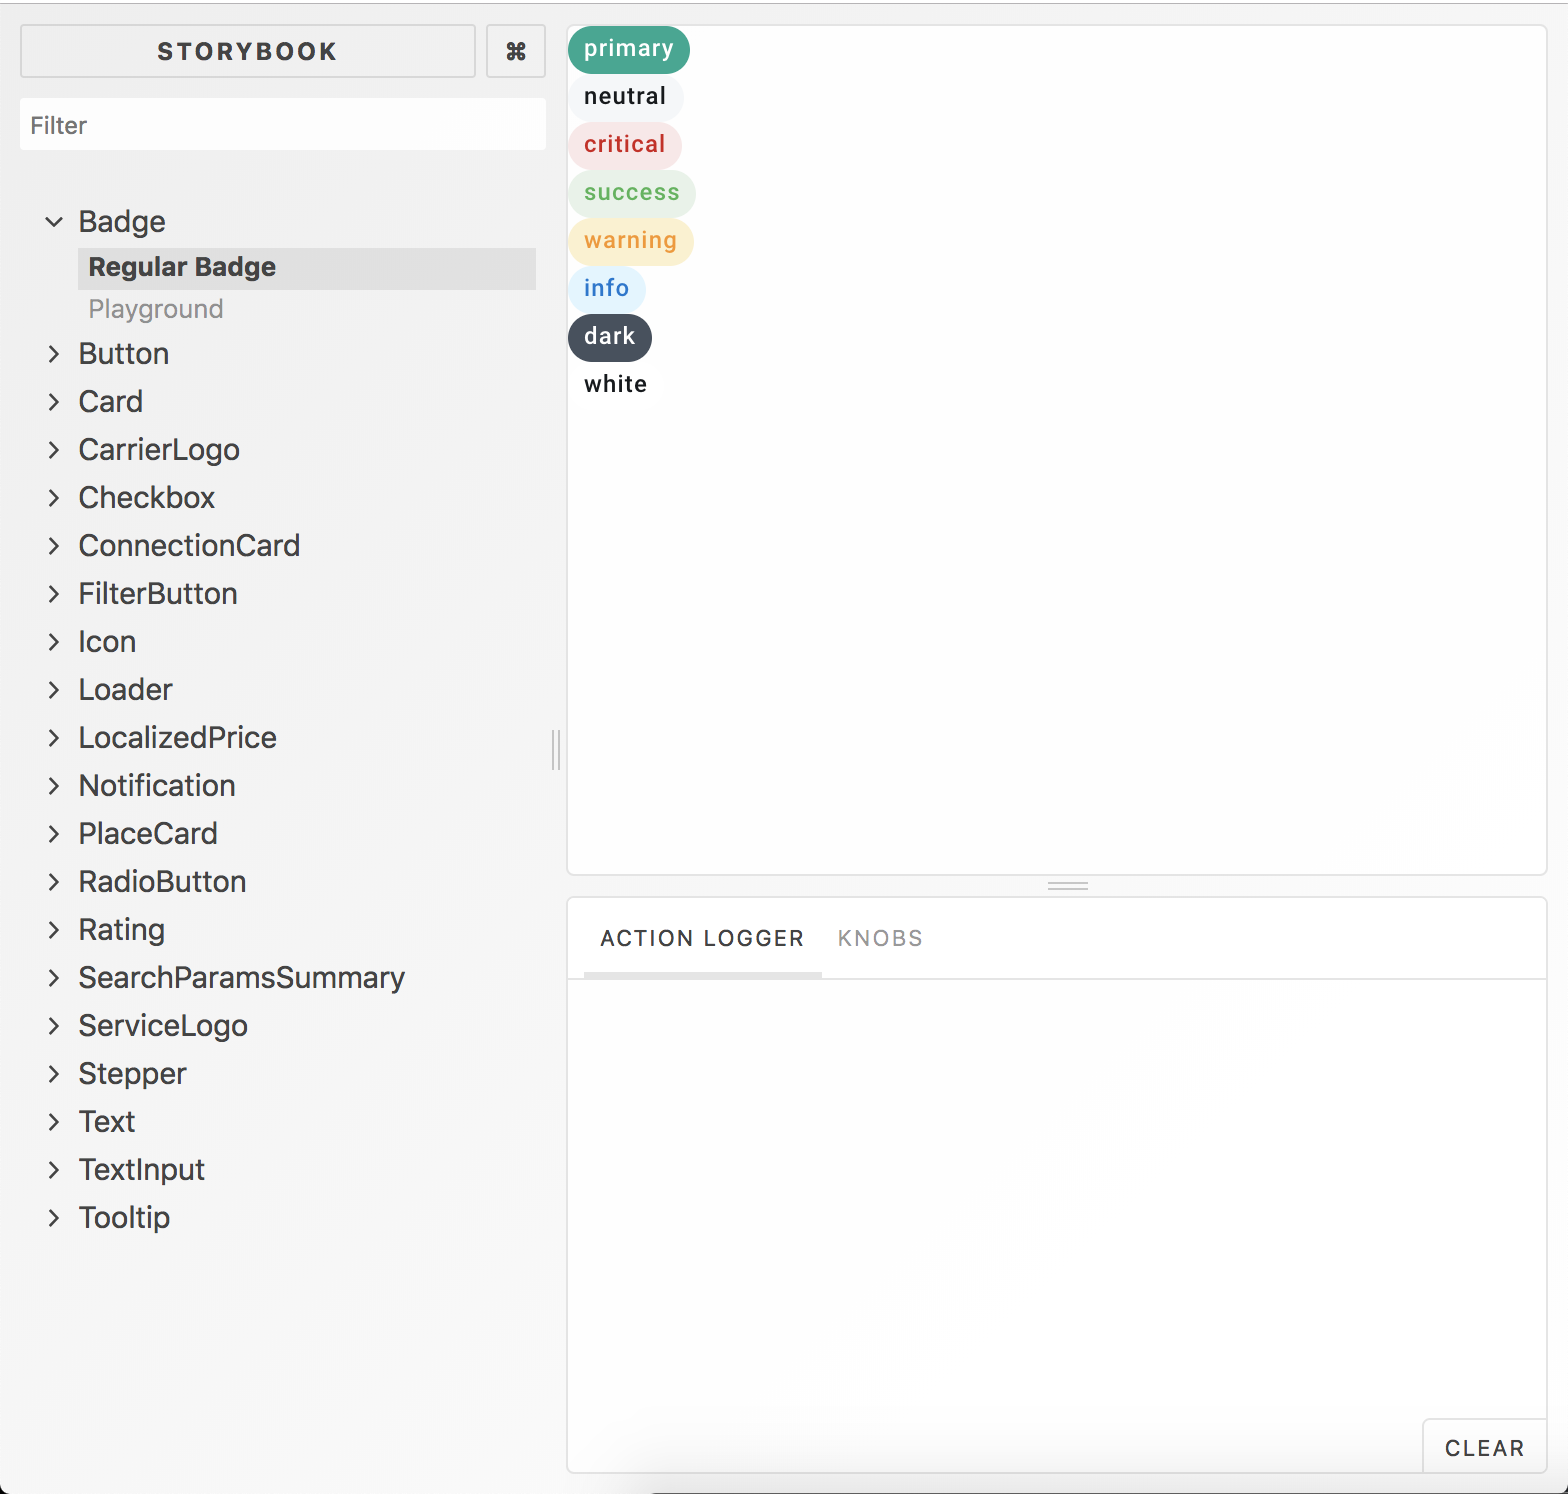 STORYBOOK
⌘
Filter
Badge
Regular Badge
Playground
Button
Card
CarrierLogo
Checkbox
ConnectionCard
FilterButton
Icon
Loader
LocalizedPrice
Notification
PlaceCard
RadioButton
Rating
SearchParamsSummary
ServiceLogo
Stepper
Text
TextInput
Tooltip
primary
neutral
critical
success
warning
info
dark
white
ACTION LOGGER KNOBS
CLEAR